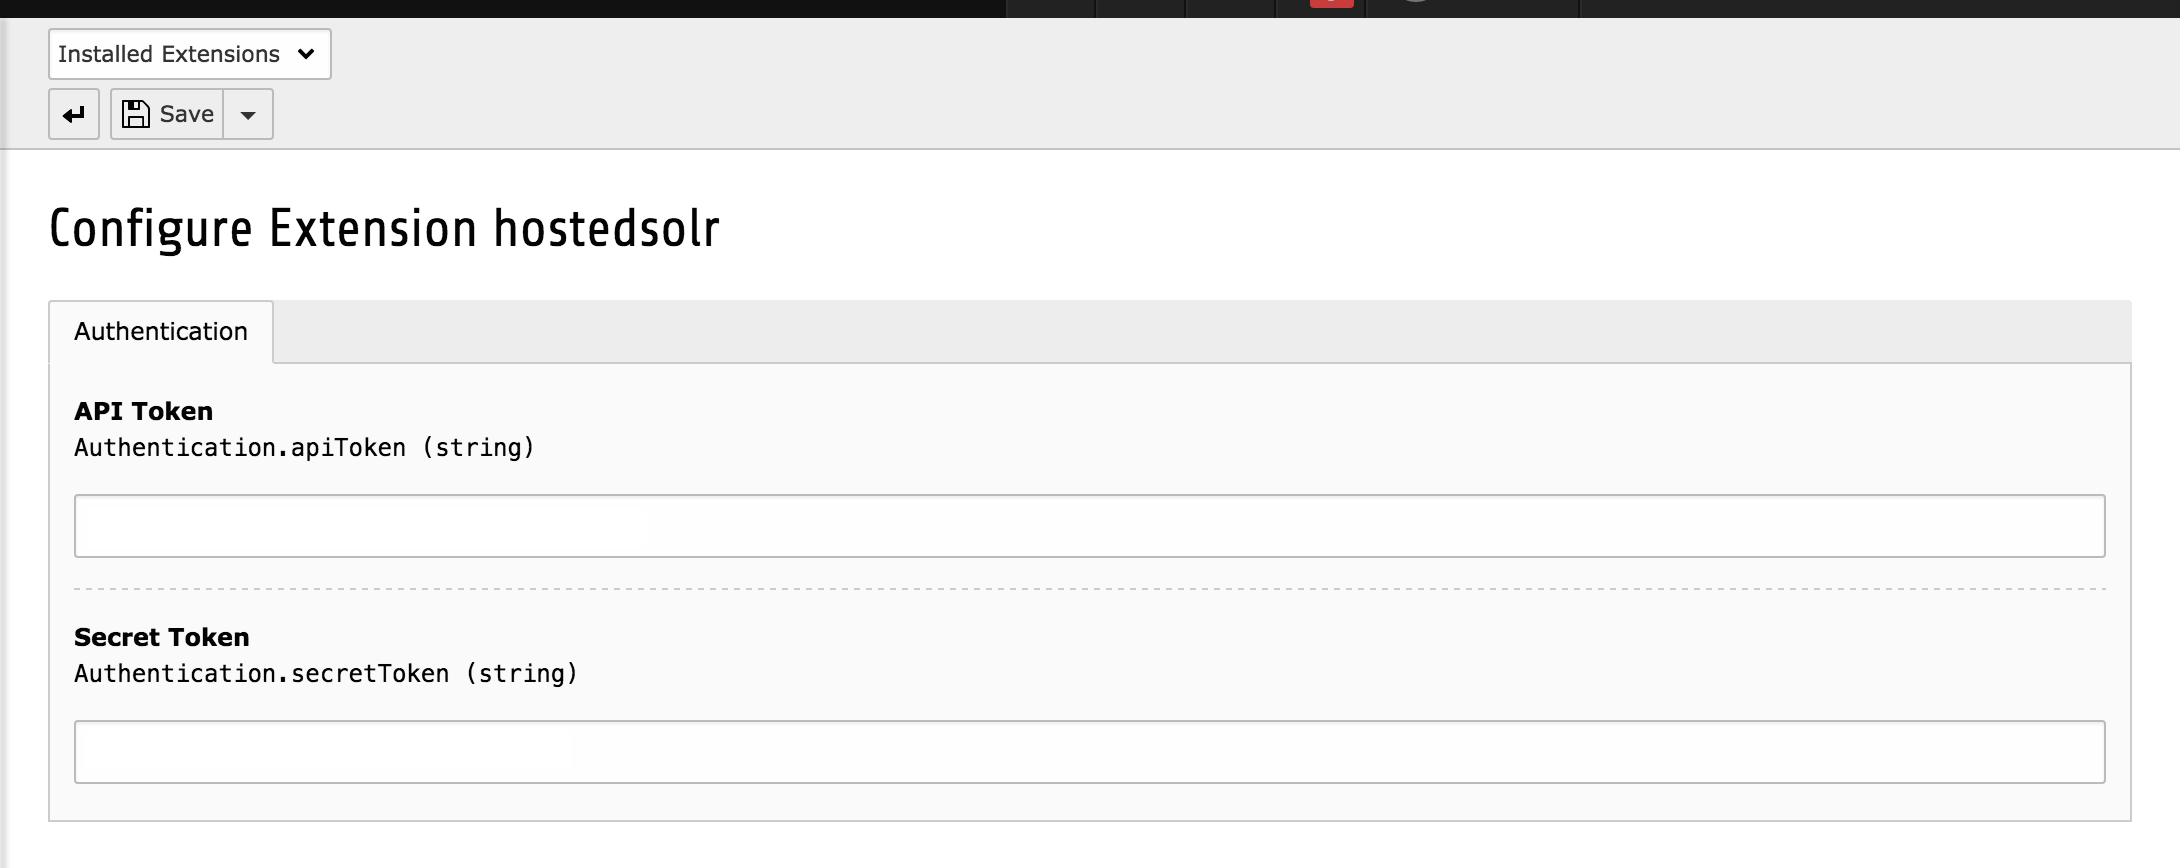 Installed Extensions
Save
Configure Extension hostedsolr
Authentication
API Token
Authentication.apiToken (string)
Secret Token
Authentication.secretToken (string)